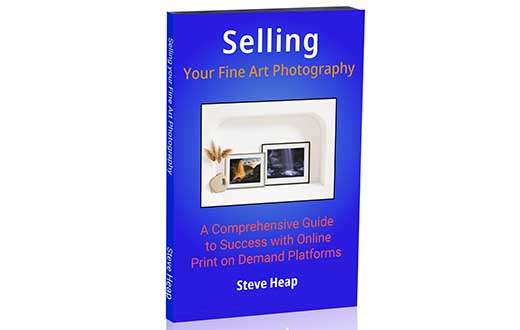 Selling
Your Fine Art Photography
A Comprehensive Guide
to Success with Online
Print on Demand Platforms
Steve Heap
Selling your Fine Art Photography
Steve Heap